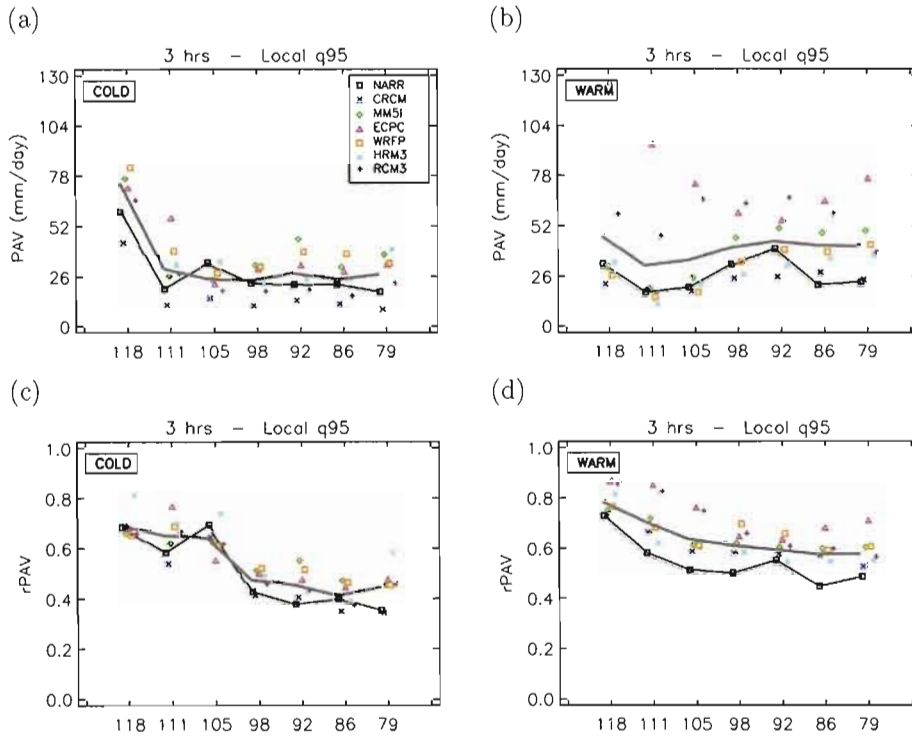 (a)
3 hrs – Local q95
COLD
NARR
CRCM
MM5I
ECPC
WRFP
HRM3
RCM3
PAV (mm/day)
130
104
78
52
26
0
118 111 105 98 92 86 79
(b)
3 hrs – Local q95
WARM
PAV (mm/day)
130
104
78
52
26
0
118 111 105 98 92 86 79
(c)
3 hrs – Local q95
COLD
rPAV
1.0
0.8
0.6
0.4
0.2
0.0
118 111 105 98 92 86 79
(d)
3 hrs – Local q95
WARM
rPAV
1.0
0.8
0.6
0.4
0.2
0.0
118 111 105 98 92 86 79